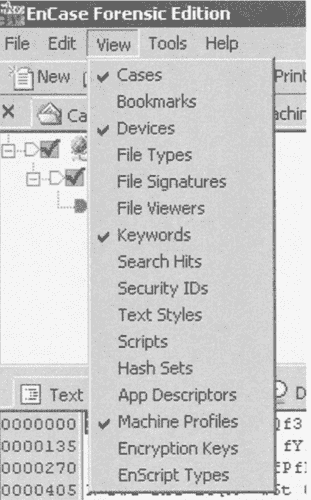 EnCase Forensic Edition
File Edit View Tools Help
New Print
Cases
Bookmarks
Devices
File Types
File Signatures
File Viewers
Keywords
Search Hits
Security IDs
Text Styles
Scripts
Hash Sets
App Descriptors
Machine Profiles
Encryption Keys
EnScript Types
Text D
0000000
0000135 fY
0000270
0000405